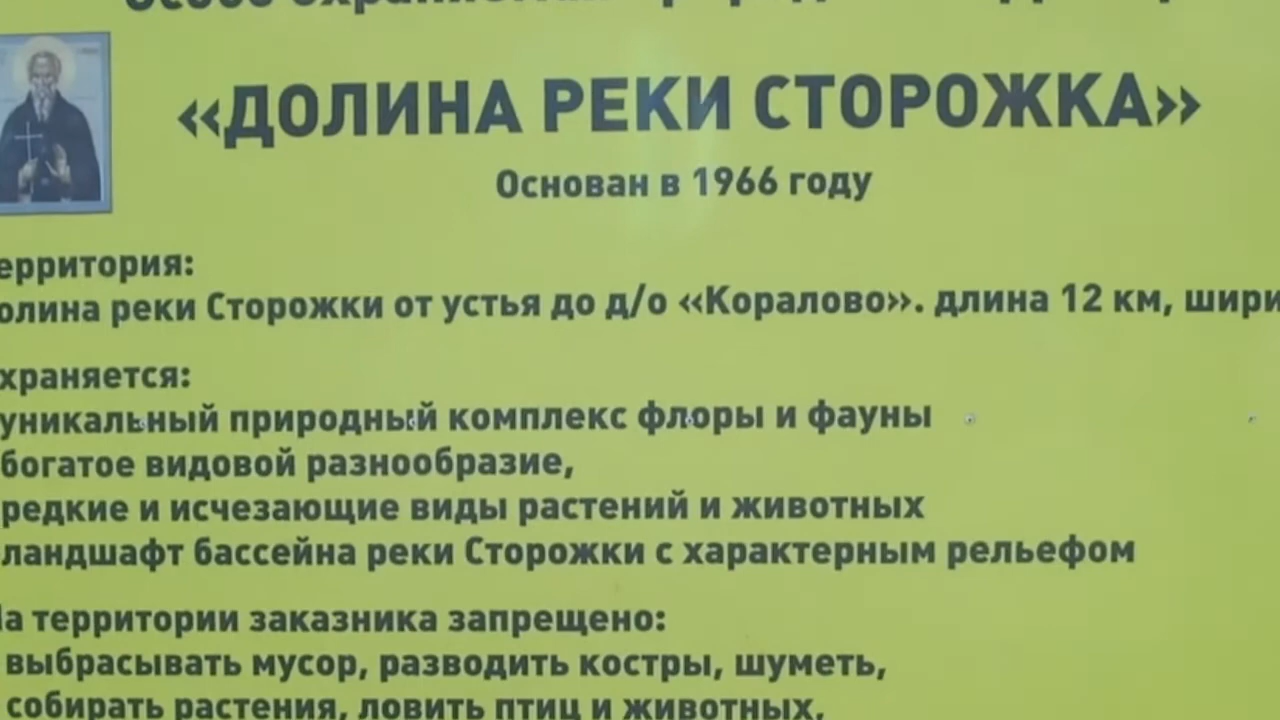 «ДОЛИНА РЕКИ СТОРОЖКА»
Основан в 1966 году
ерритория:
олина реки Сторожки от устья до д/о «Коралово». длина 12 км, шири
храняется:
уникальный природный комплекс флоры и фауны
богатое видовой разнообразие,
редкие и исчезающие виды растений и животных
ландшафт бассейна реки Сторожки с характерным рельефом
а территории заказника запрещено:
выбрасывать мусор, разводить костры, шуметь,
собирать растения, ловить птиц и животных,